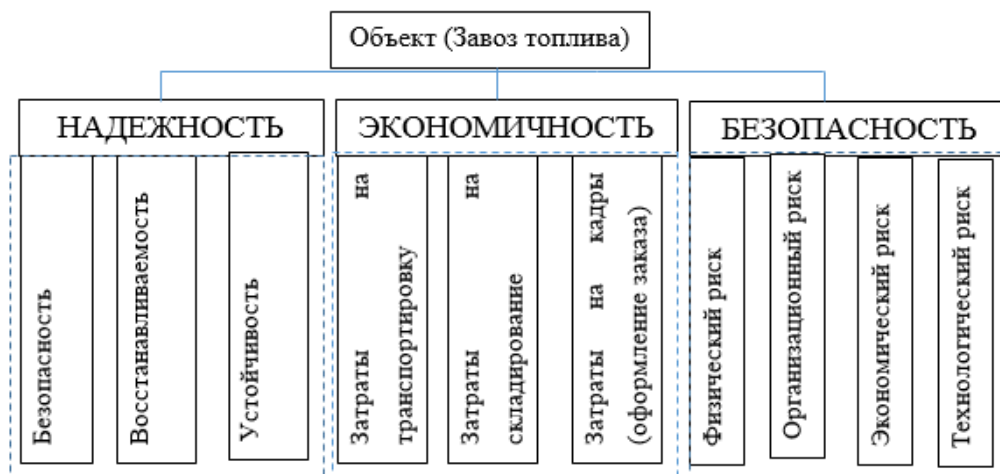 Объект (Завоз топлива)
НАДЕЖНОСТЬ
ЭКОНОМИЧНОСТЬ
БЕЗОПАСНОСТЬ
Безопасность
Восстанавливаемость
Устойчивость
Затраты на
транспортировку
Затраты на
складирование
Затраты на кадры
(оформление заказа)
Физический риск
Организационный риск
Экономический риск
Технологический риск